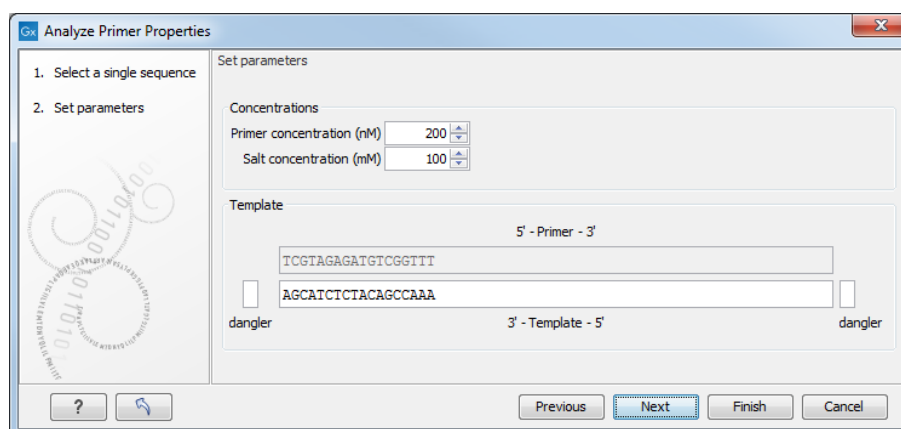 Gx Analyze Primer Properties
1. Select a single sequence
2. Set parameters
Set parameters
Concentrations
Primer concentration (nM) 200
Salt concentration (mM) 100
Template
5' - Primer - 3'
TCGTAGAGATGTCGGTTT
AGCATCTCTACAGCCAAA
dangler 3' - Template - 5' dangler
? Previous Next Finish Cancel